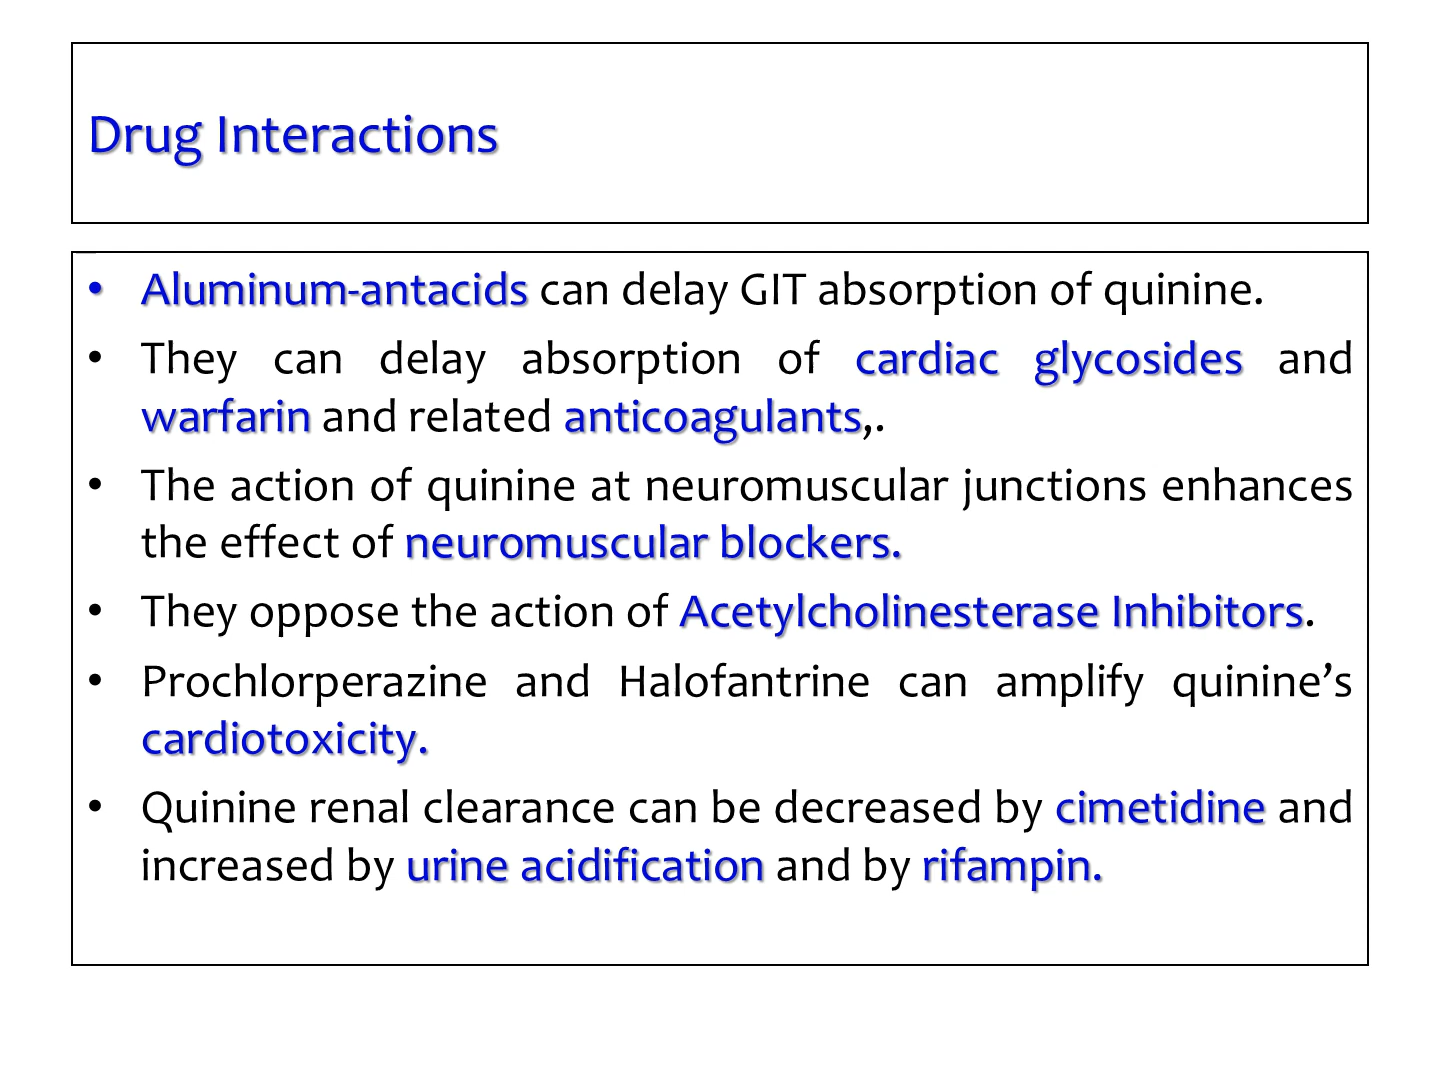 Drug Interactions
• Aluminum-antacids can delay GIT absorption of quinine.
• They can delay absorption of cardiac glycosides and
warfarin and related anticoagulants,.
• The action of quinine at neuromuscular junctions enhances
the effect of neuromuscular blockers.
• They oppose the action of Acetylcholinesterase Inhibitors.
• Prochlorperazine and Halofantrine can amplify quinine’s
cardiotoxicity.
• Quinine renal clearance can be decreased by cimetidine and
increased by urine acidification and by rifampin.